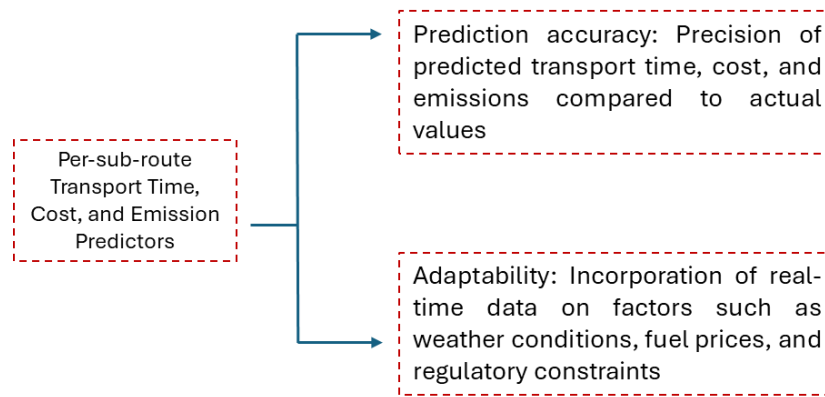 Prediction accuracy: Precision of
predicted transport time, cost, and
emissions compared to actual
values
Per-sub-route
Transport Time,
Cost, and Emission
Predictors
Adaptability: Incorporation of real-
time data on factors such as
weather conditions, fuel prices, and
regulatory constraints